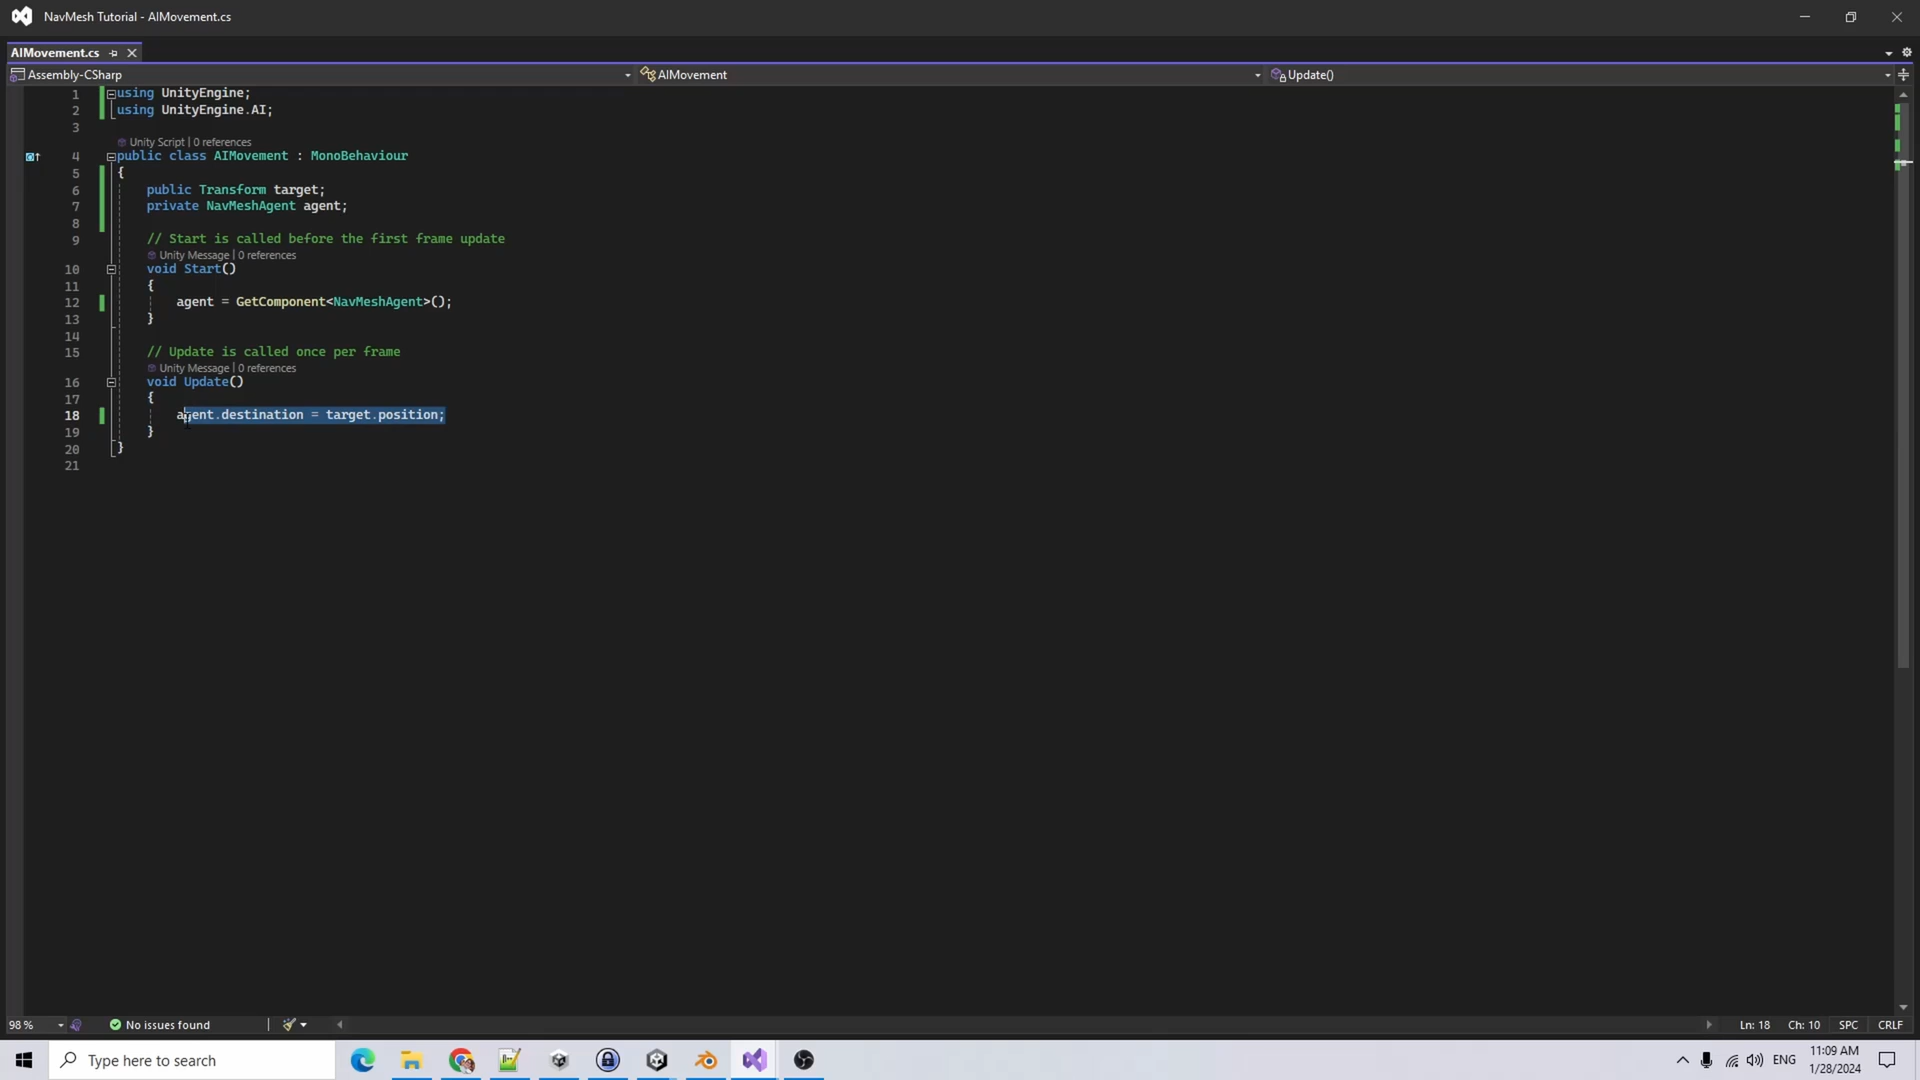 NavMesh Tutorial - AIMovement.cs
AIMovement.cs
Assembly-CSharp
AIMovement
Update()
1 using UnityEngine;
2 using UnityEngine.AI;
3
Unity Script | 0 references
4 public class AIMovement : MonoBehaviour
5 {
6 public Transform target;
7 private NavMeshAgent agent;
8
9 // Start is called before the first frame update
Unity Message | 0 references
10 void Start()
11 {
12 agent = GetComponent<NavMeshAgent>();
13 }
14
15 // Update is called once per frame
Unity Message | 0 references
16 void Update()
17 {
18 agent.destination = target.position;
19 }
20 }
21
98 %
No issues found
Ln: 18 Ch: 10 SPC CRLF
Type here to search
ENG
11:09 AM
1/28/2024